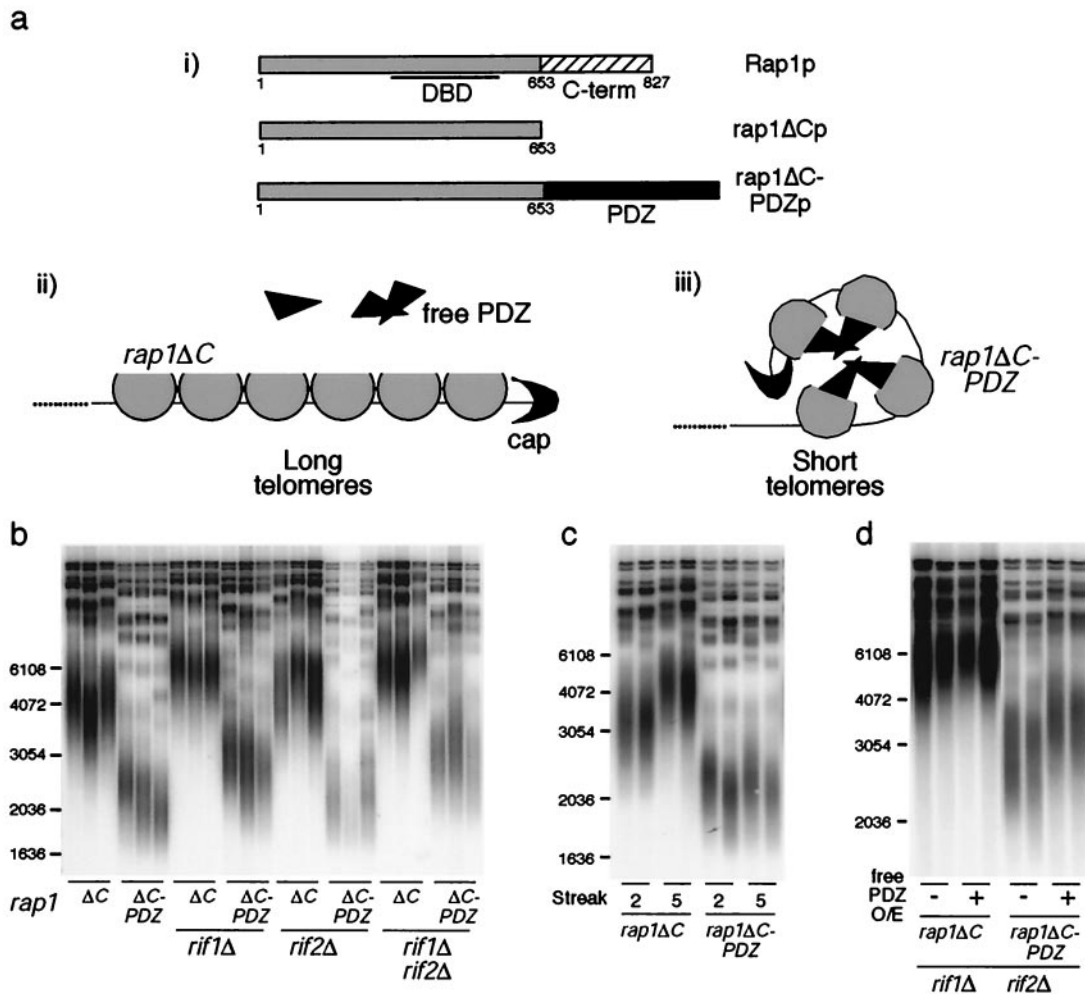 a
i)
Rap1p
1
DBD
653
C-term
827
rap1ΔCp
1
653
rap1ΔC-
PDZp
1
653
PDZ
ii)
free PDZ
rap1ΔC
cap
Long
telomeres
iii)
rap1ΔC-
PDZ
Short
telomeres
b
6108
4072
3054
2036
1636
rap1
ΔC
ΔC-
PDZ
ΔC
ΔC-
PDZ
ΔC
ΔC-
PDZ
ΔC
ΔC-
PDZ
rif1Δ
rif2Δ
rif1Δ
rif2Δ
c
6108
4072
3054
2036
1636
Streak
2
5
2
5
rap1ΔC
rap1ΔC-
PDZ
d
6108
4072
3054
2036
free
PDZ
O/E
-
+
-
+
rap1ΔC
rap1ΔC-
PDZ
rif1Δ
rif2Δ